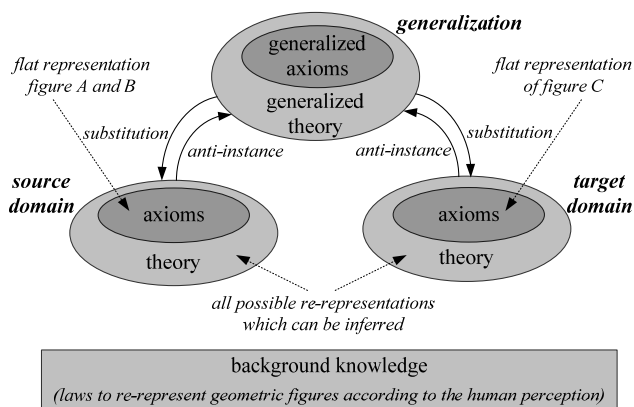 generalization
generalized
axioms
generalized
theory
flat representation
figure A and B
flat representation
of figure C
substitution
anti-instance
anti-instance
substitution
source
domain
axioms
theory
target
domain
axioms
theory
all possible re-representations
which can be inferred
background knowledge
(laws to re-represent geometric figures according to the human perception)